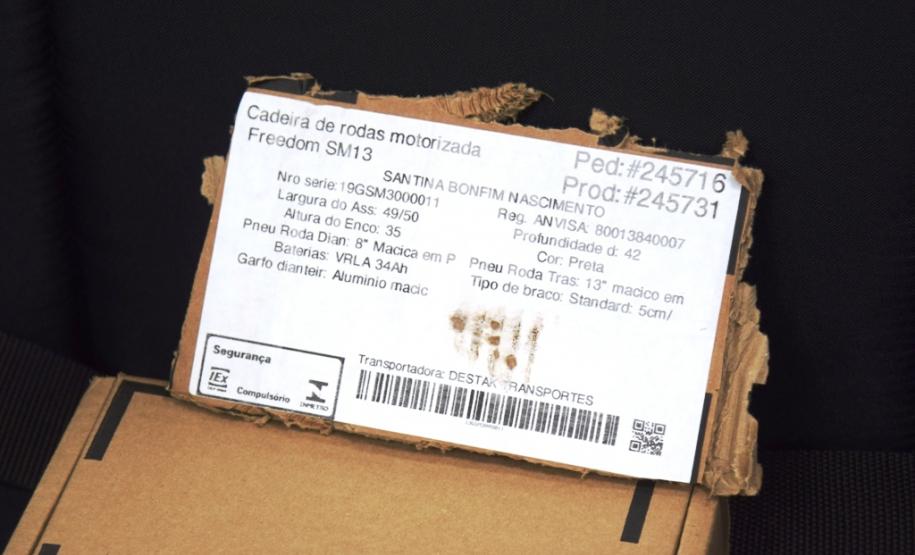 Cadeira de rodas motorizada
Freedom SM13
Ped:#245716
Prod:#245731
SANTINA BONFIM NASCIMENTO
Nro serie:19GSM3000011
Reg. ANVISA: 80013840007
Largura do Ass: 49/50
Profundidade d: 42
Altura do Enco: 35
Cor: Preta
Pneu Roda Dian: 8" Macica em P
Pneu Roda Tras: 13" macico em
Baterias: VRLA 34Ah
Tipo de braco: Standard: 5cm/
Garfo dianteir: Aluminio macic
Segurança
IEx
Compulsório
INMETRO
Transportadora: DESTAK TRANSPORTES